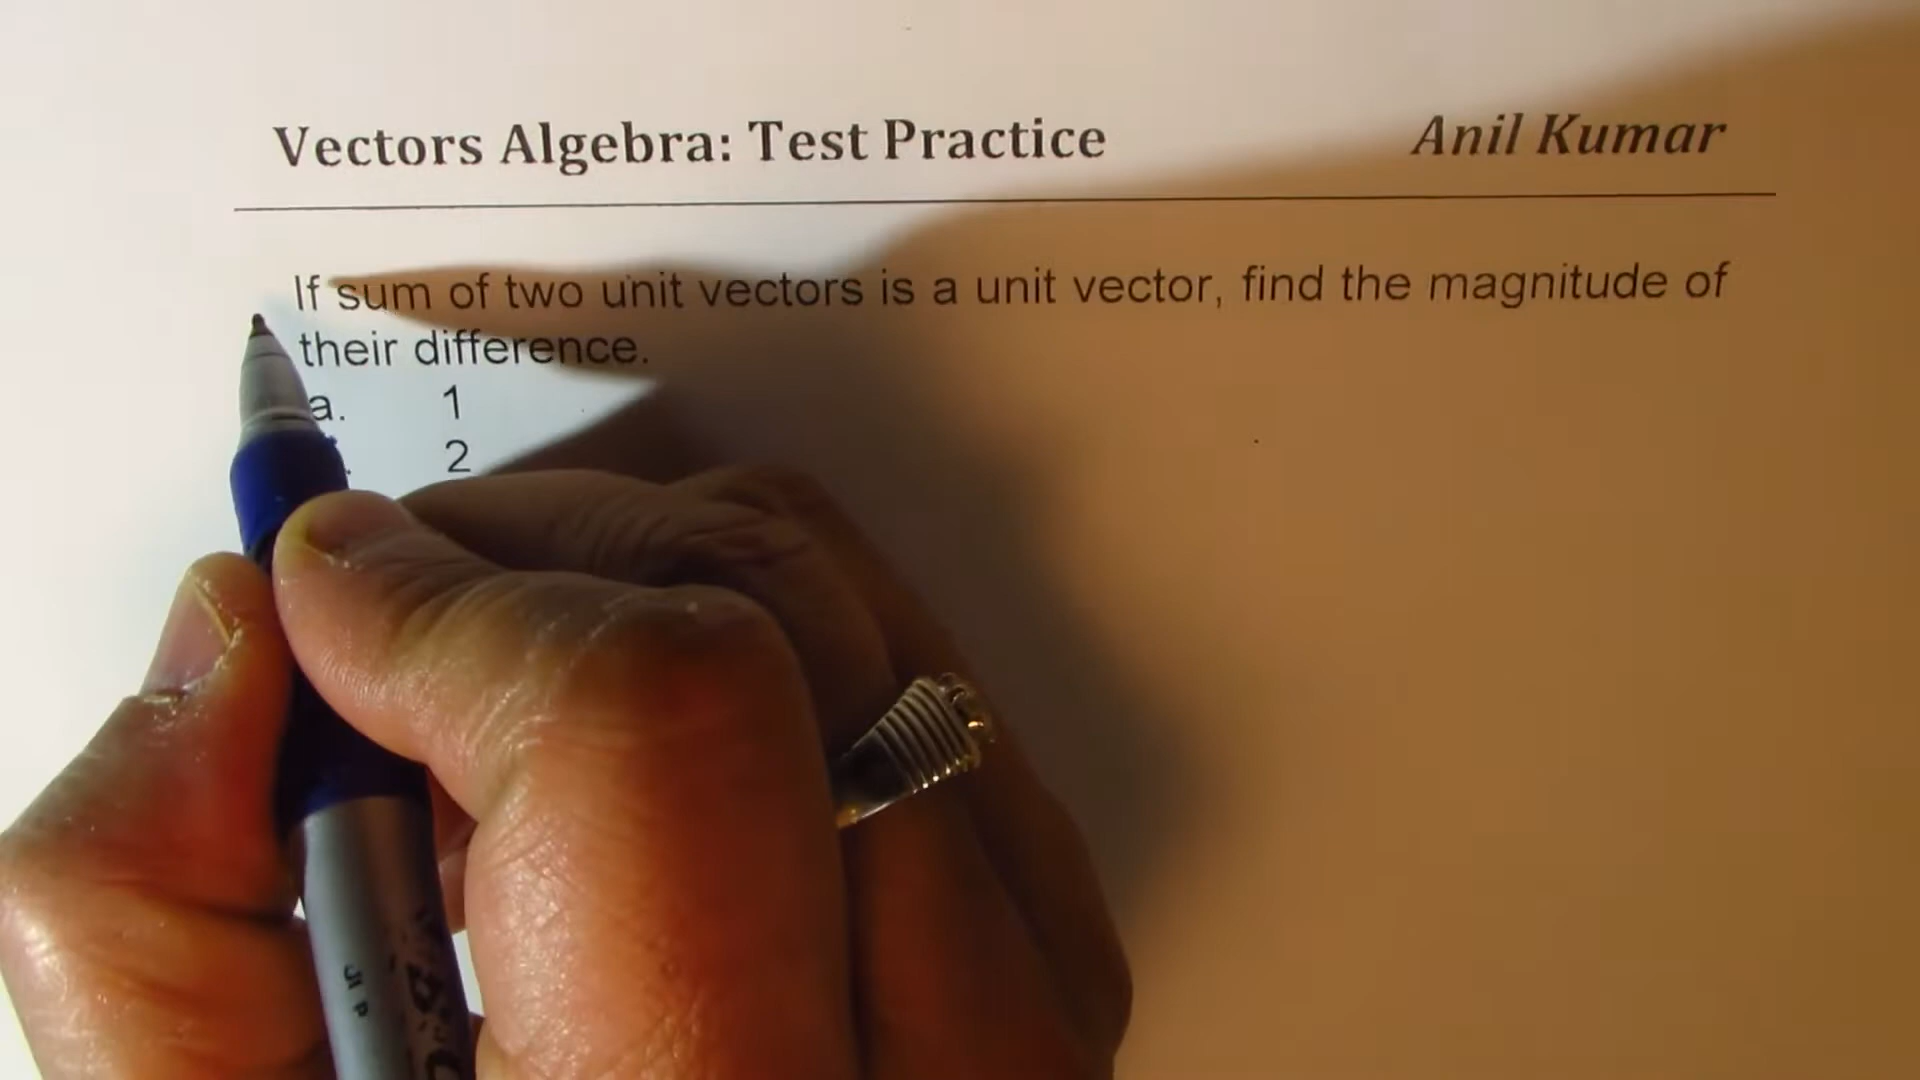 Vectors Algebra: Test Practice Anil Kumar
If sum of two unit vectors is a unit vector, find the magnitude of
their difference.
a. 1
. 2